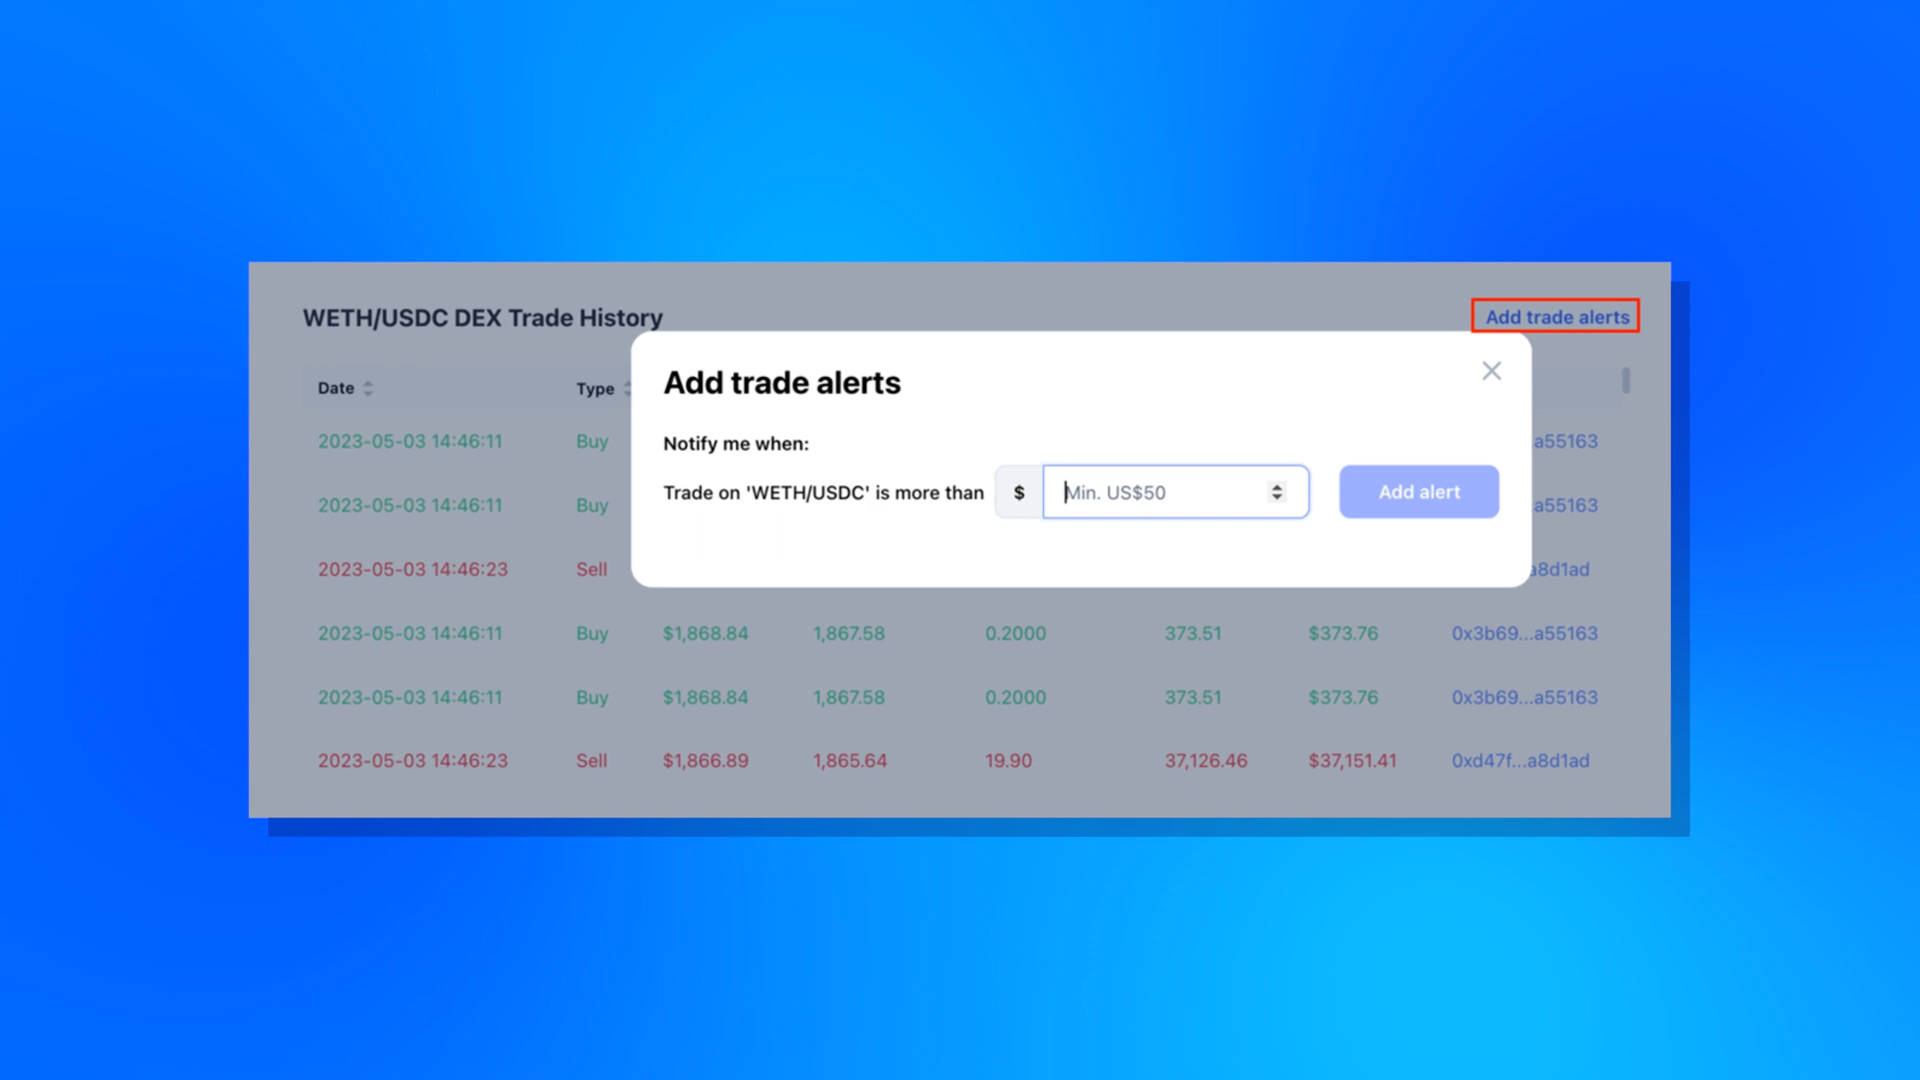 WETH/USDC DEX Trade History
Add trade alerts
Add trade alerts
Date
Type
Notify me when:
2023-05-03 14:46:11 Buy a55163
Trade on 'WETH/USDC' is more than $ Min. US$50 Add alert
2023-05-03 14:46:11 Buy a55163
2023-05-03 14:46:23 Sell a8d1ad
2023-05-03 14:46:11 Buy $1,868.84 1,867.58 0.2000 373.51 $373.76 0x3b69...a55163
2023-05-03 14:46:11 Buy $1,868.84 1,867.58 0.2000 373.51 $373.76 0x3b69...a55163
2023-05-03 14:46:23 Sell $1,866.89 1,865.64 19.90 37,126.46 $37,151.41 0xd47f...a8d1ad